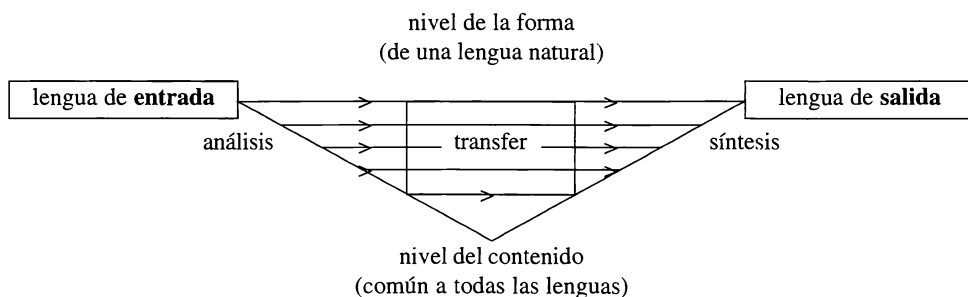 nivel de la forma
(de una lengua natural)
lengua de entrada
lengua de salida
análisis
transfer
síntesis
nivel del contenido
(común a todas las lenguas)